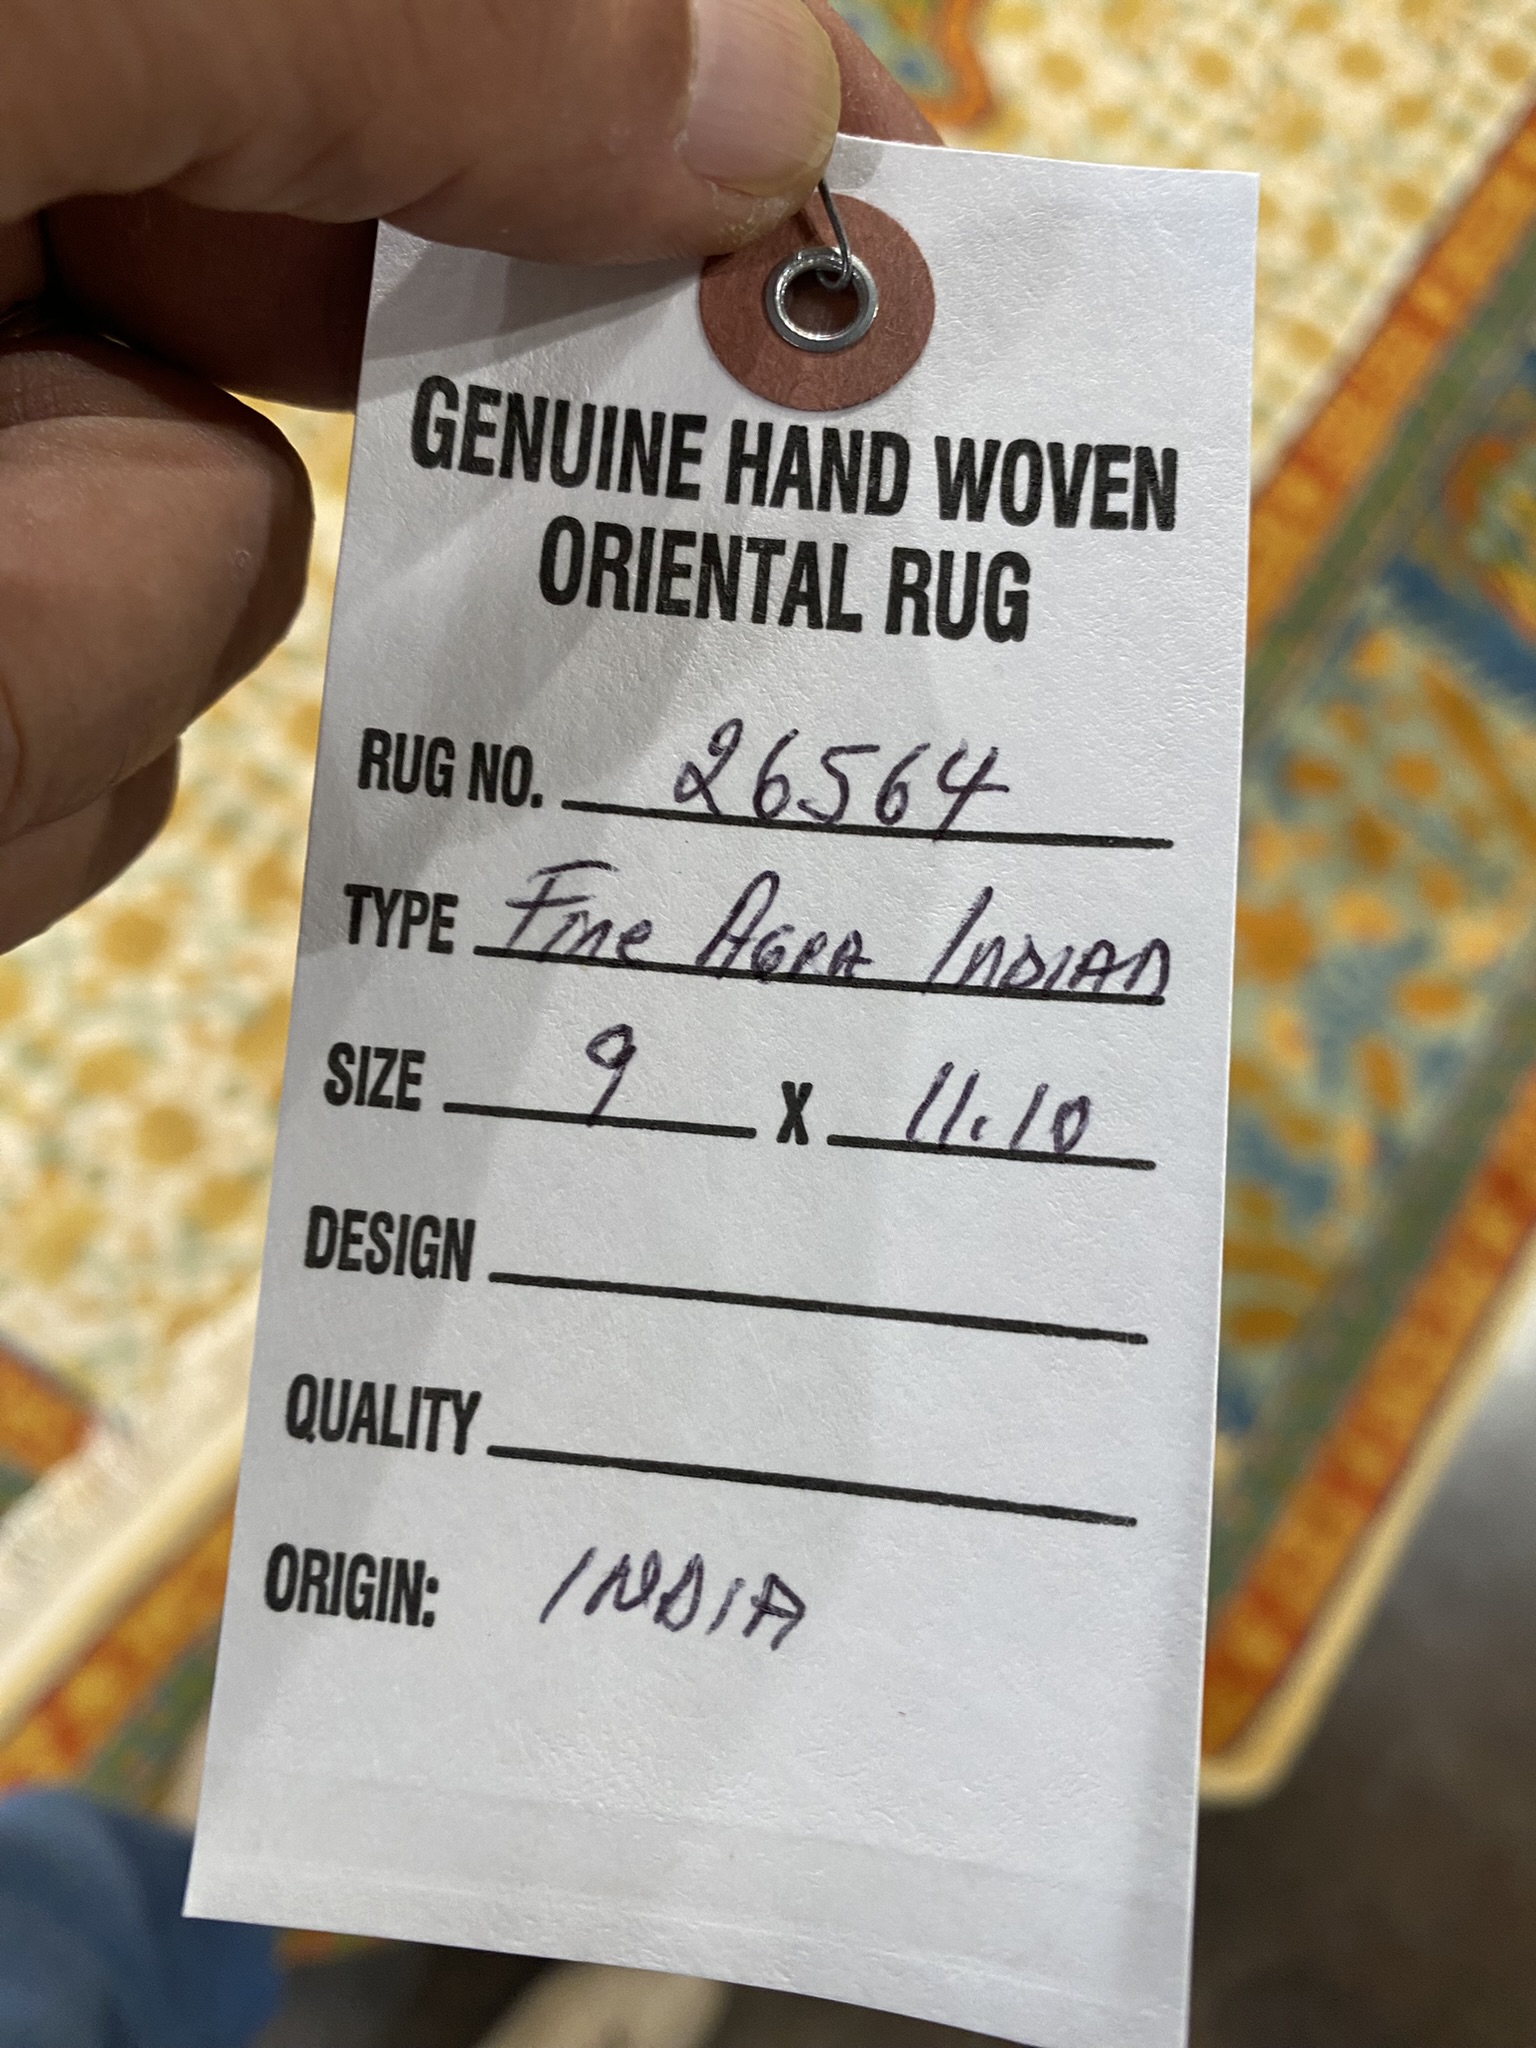 GENUINE HAND WOVEN
ORIENTAL RUG
RUG NO. 26564
TYPE Fine Agra Indian
SIZE 9 X 11.10
DESIGN
QUALITY
ORIGIN: INDIA